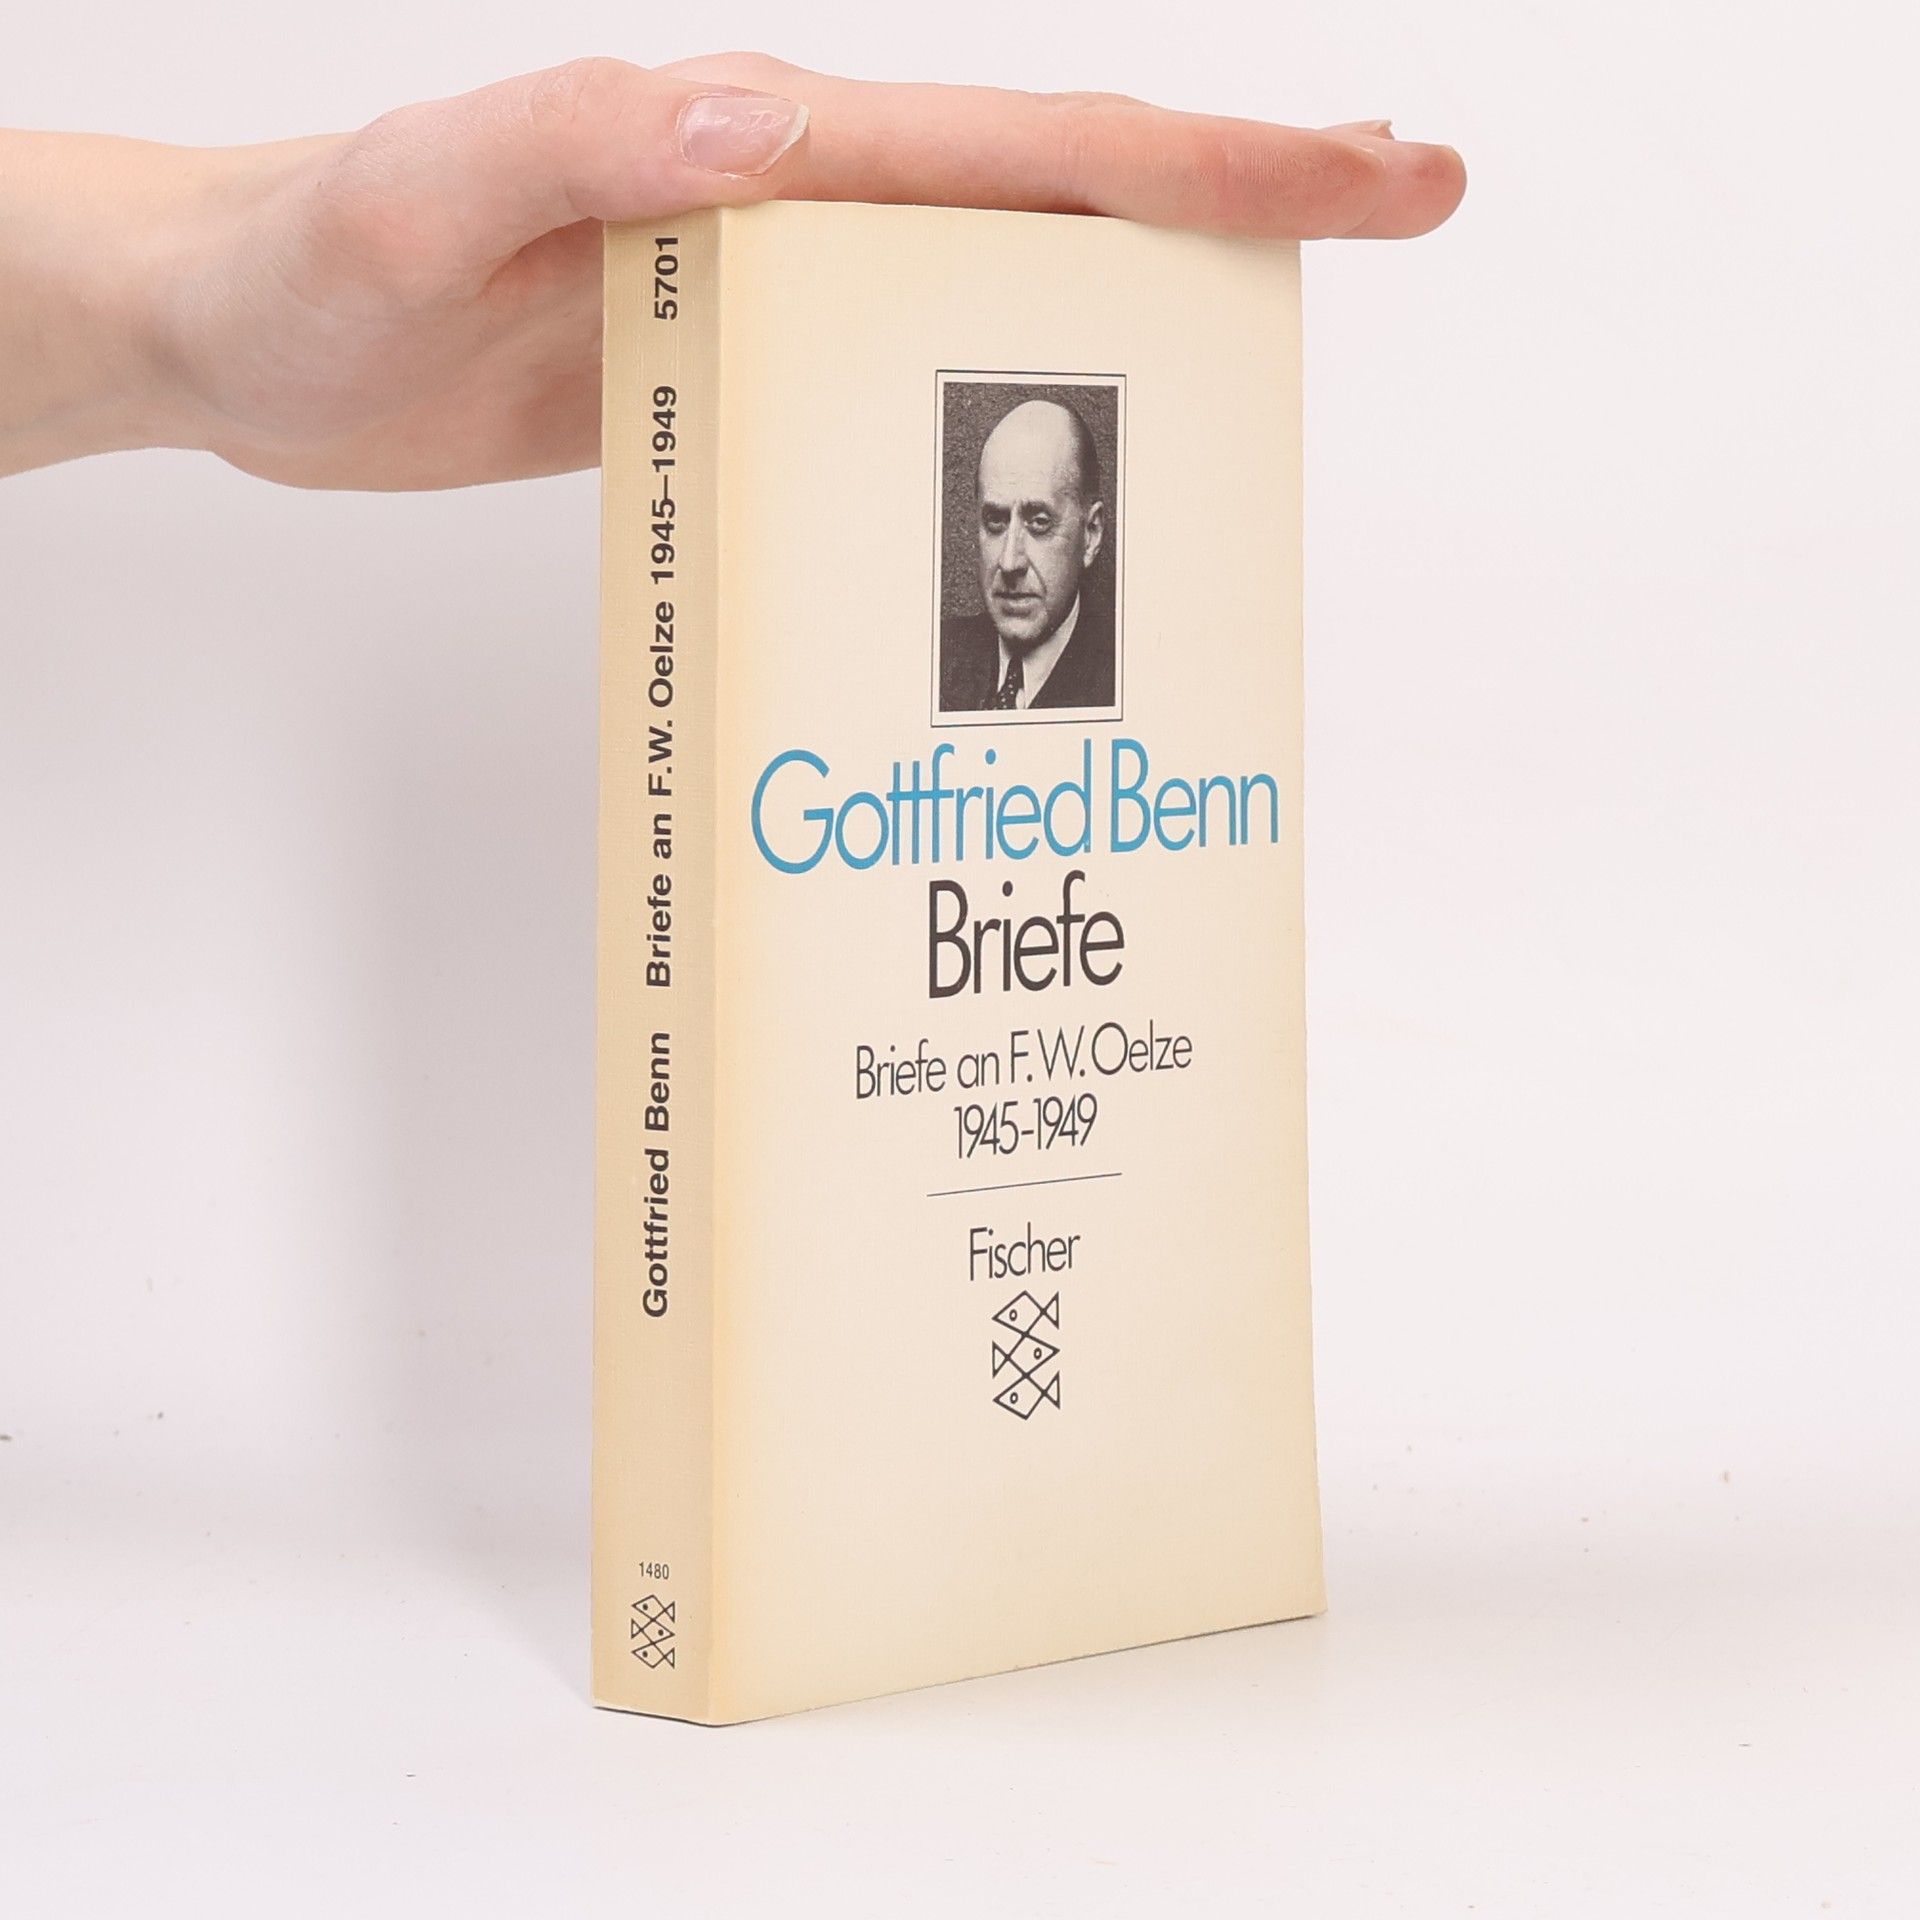 Gottfried Benn Briefe an F.W. Oelze 1945–1949 5701
1480
Gottfried Benn
Briefe
Briefe an F.W. Oelze
1945-1949
Fischer